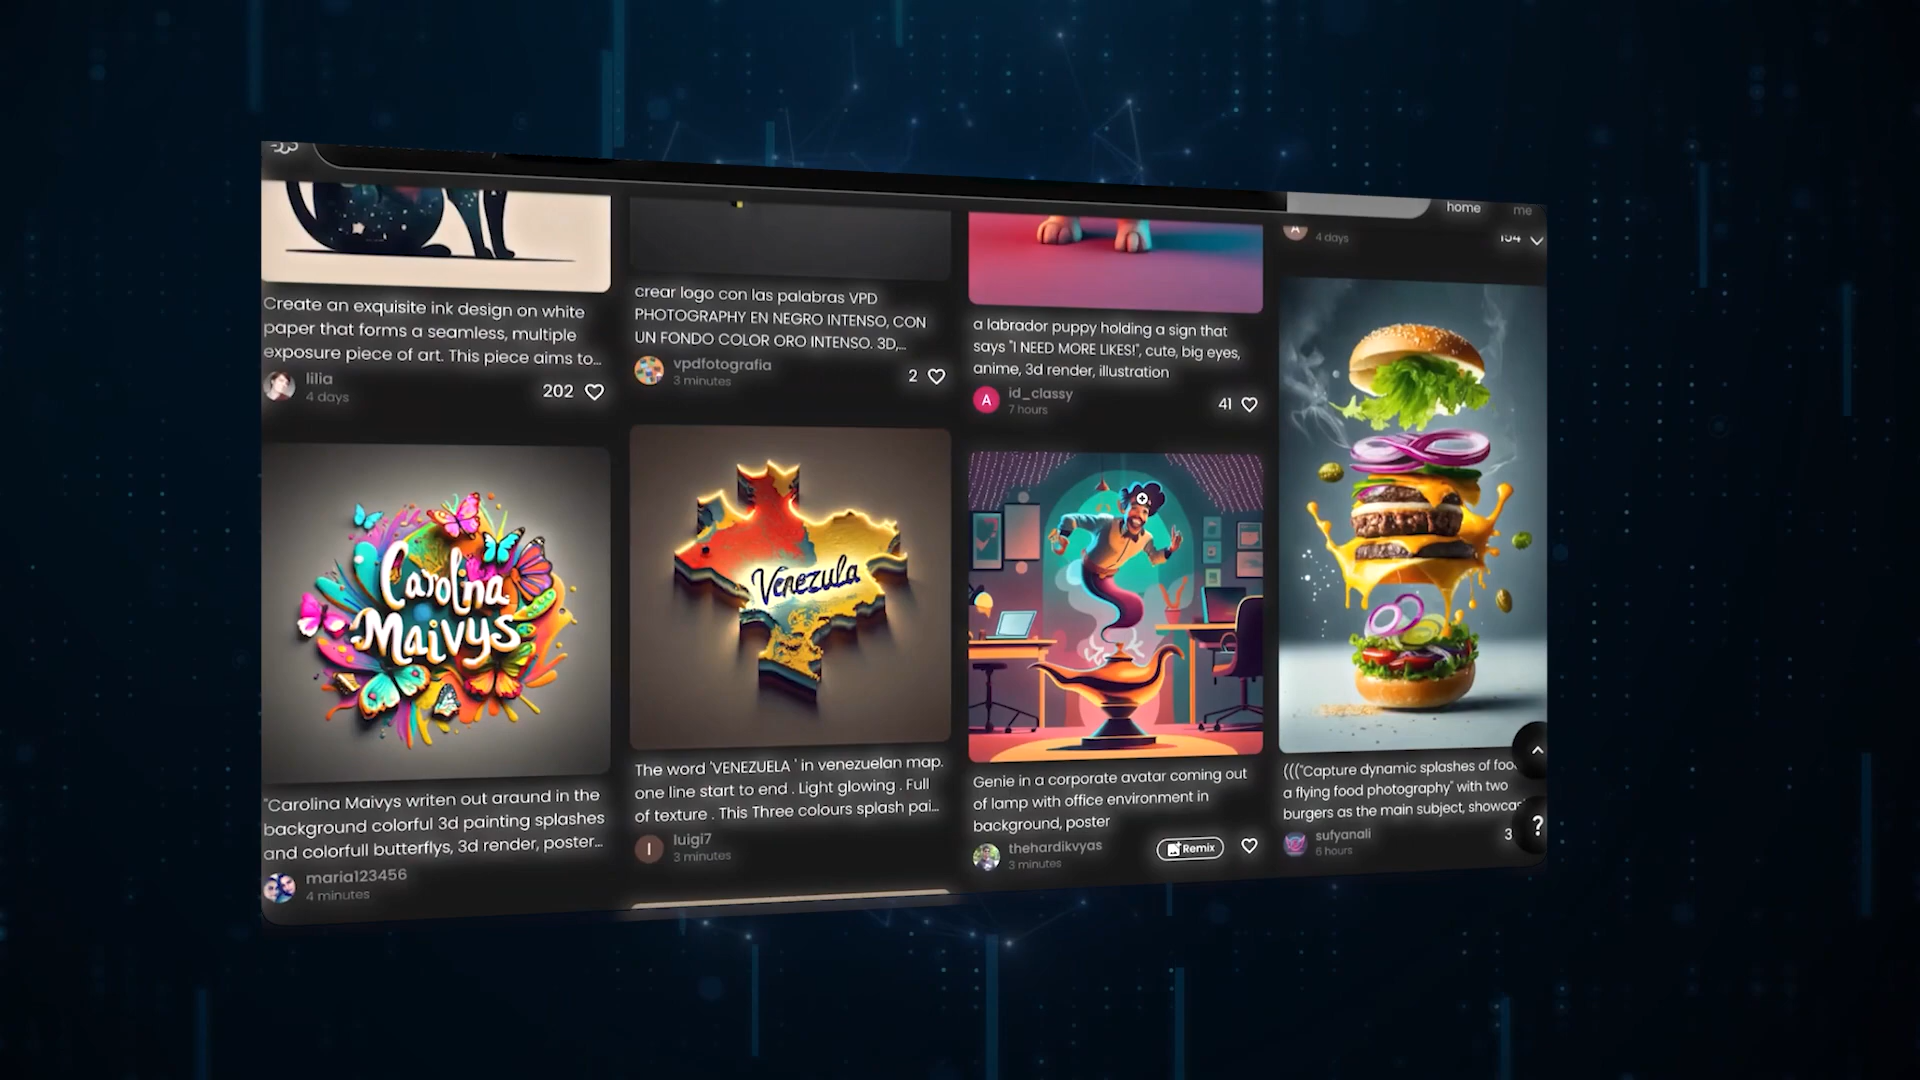 home
me
Create an exquisite ink design on white
paper that forms a seamless, multiple
exposure piece of art. This piece aims to...
lilia
4 days
202
crear logo con las palabras VPD
PHOTOGRAPHY EN NEGRO INTENSO, CON
UN FONDO COLOR ORO INTENSO. 3D,...
vpdfotografia
3 minutes
2
a labrador puppy holding a sign that
says "I NEED MORE LIKES!", cute, big eyes,
anime, 3d render, illustration
A
id_classy
7 hours
41
A
4 days
154
Carolina
Maivys
"Carolina Maivys writen out araund in the
background colorful 3d painting splashes
and colorfull butterflys, 3d render, poster...
maria123456
4 minutes
Venezula
The word 'VENEZUELA ' in venezuelan map.
one line start to end . Light glowing . Full
of texture . This Three colours splash pai...
l
luigi7
3 minutes
Genie in a corporate avatar coming out
of lamp with office environment in
background, poster
thehardikvyas
3 minutes
Remix
((("Capture dynamic splashes of
a flying food photography" with two
burgers as the main subject,
sufyanali
6 hours
3
?